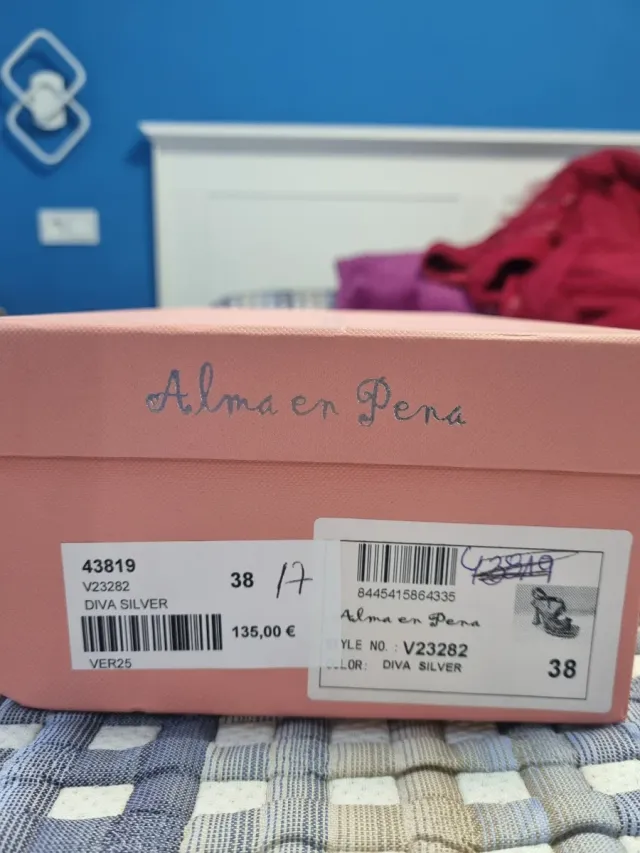 Alma en Pena
43819
V23282
38
17
DIVA SILVER
135,00 €
VER25
43819
8445415864335
Alma en Pena
STYLE NO. : V23282
COLOR: DIVA SILVER
38